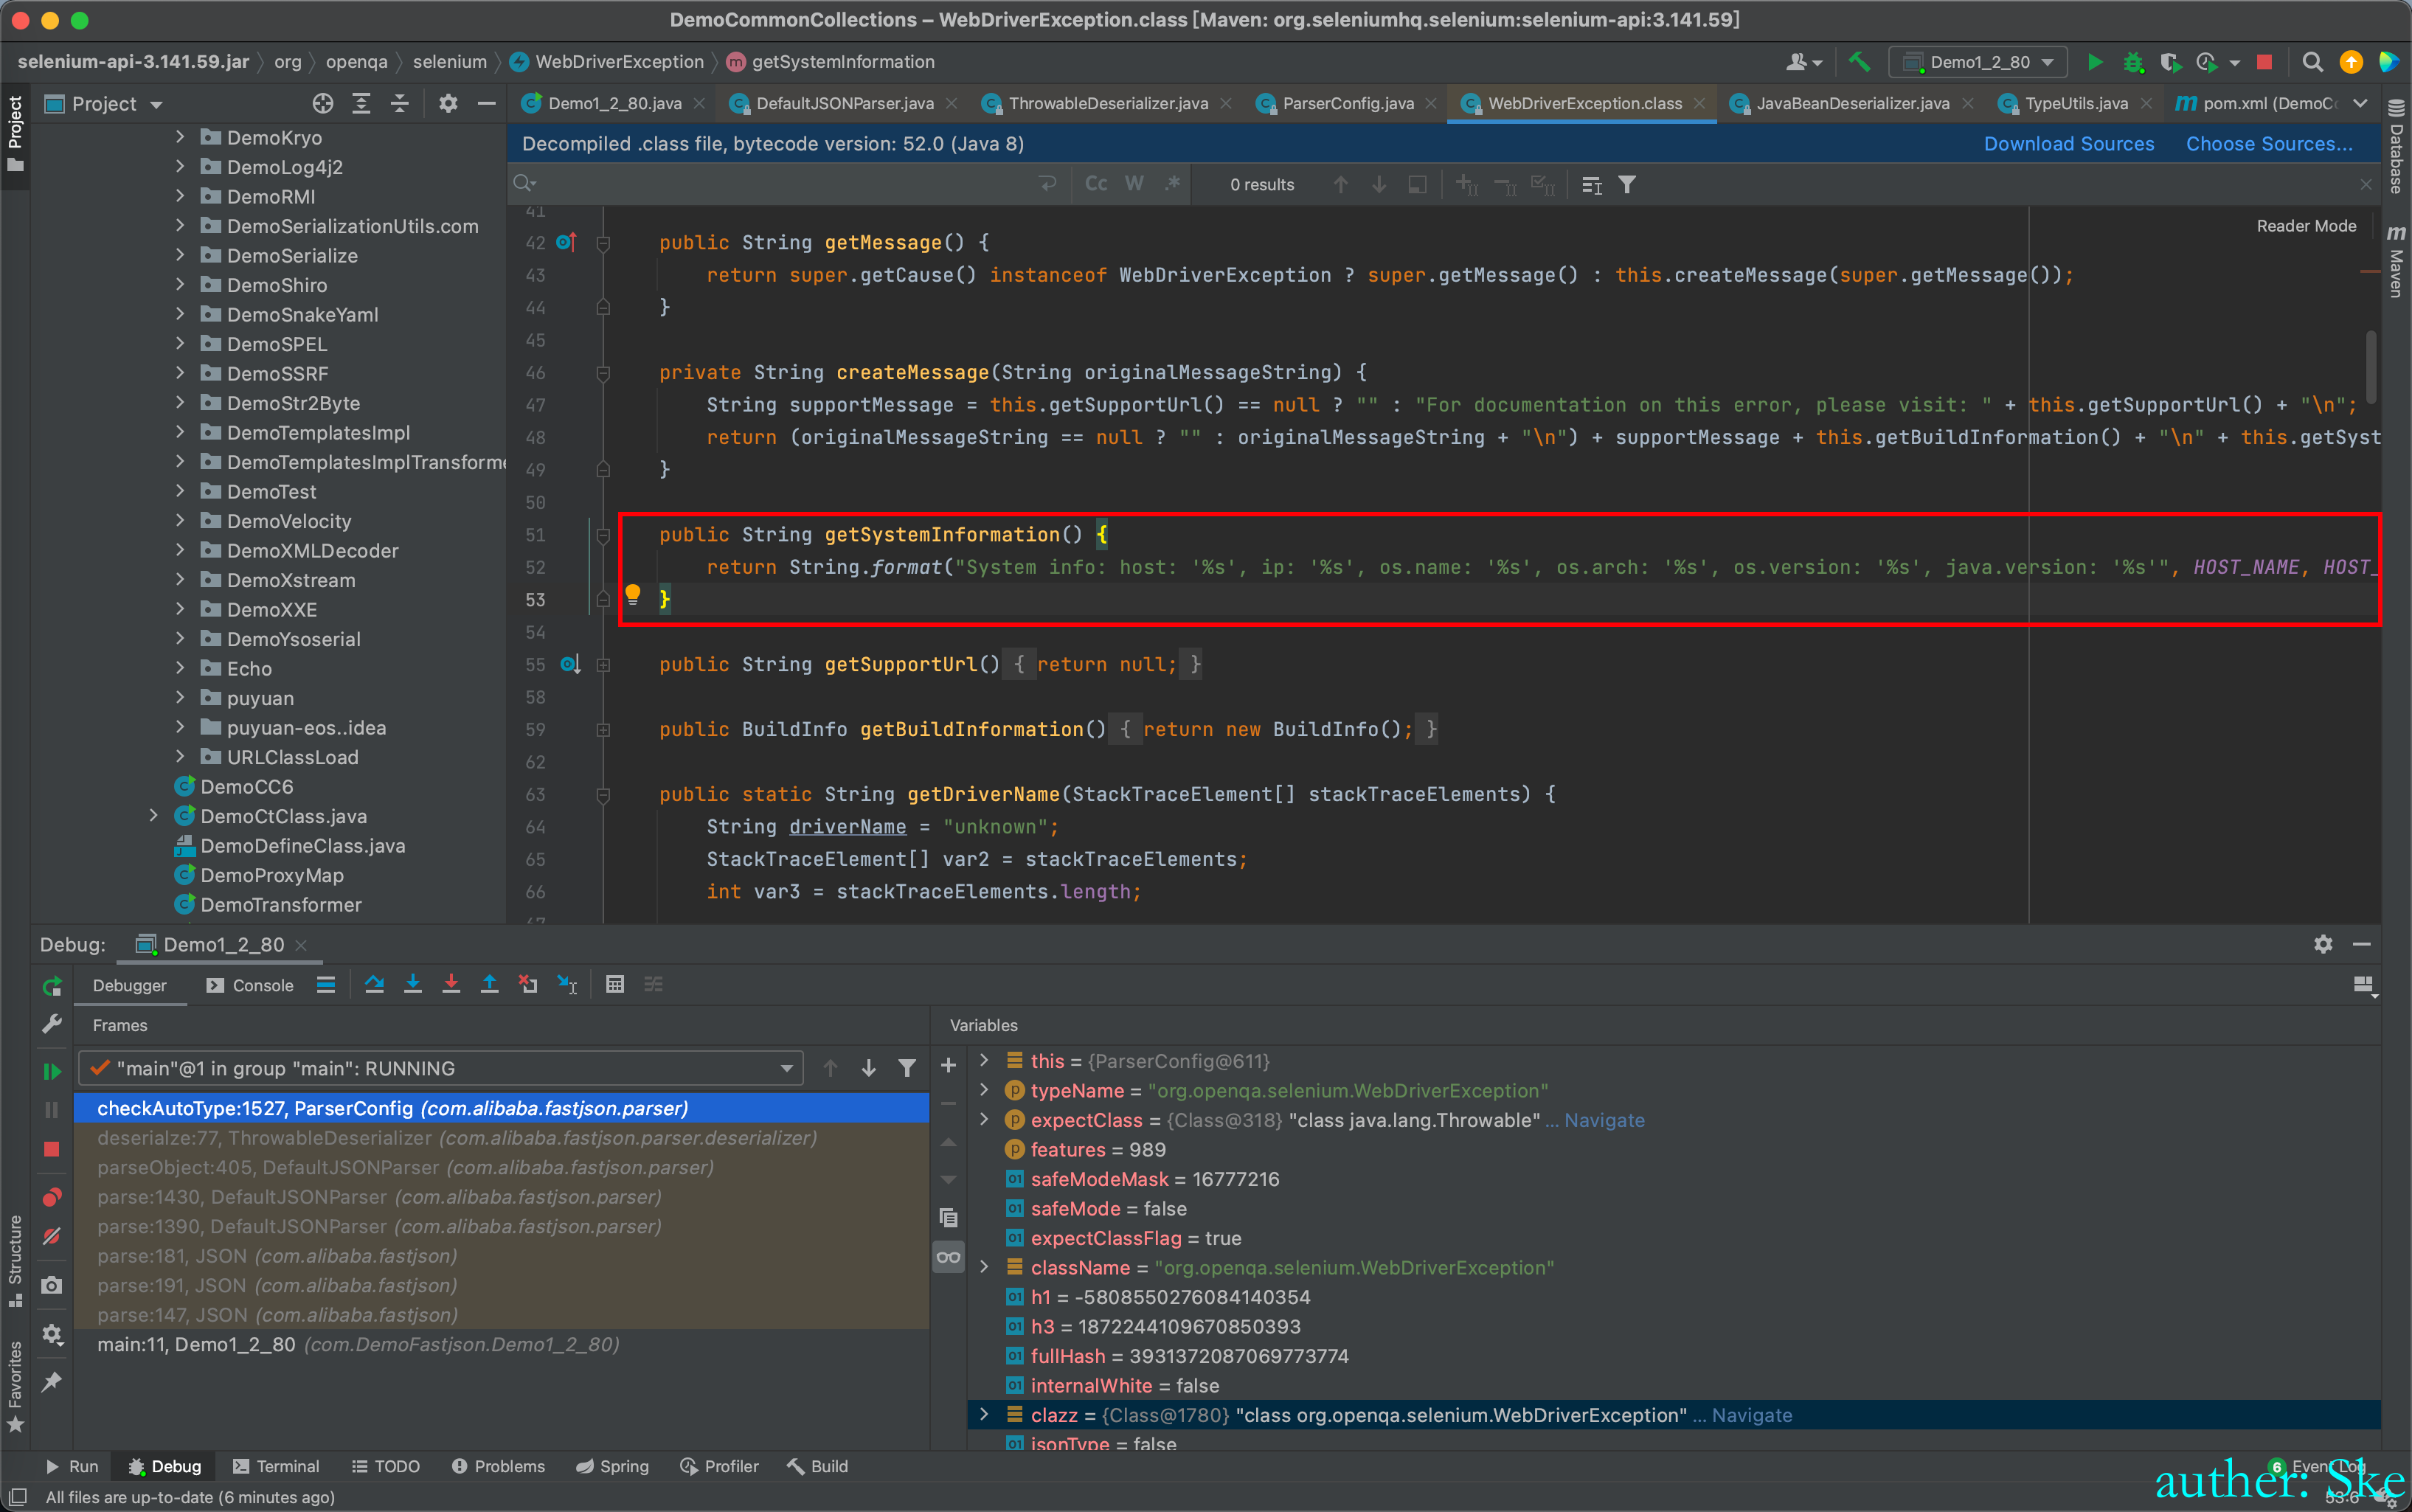 DemoCommonCollections – WebDriverException.class [Maven: org.seleniumhq.selenium:selenium-api:3.141.59]
selenium-api-3.141.59.jar org openqa selenium WebDriverException getSystemInformation
Demo1_2_80
Project
Demo1_2_80.java DefaultJSONParser.java ThrowableDeserializer.java ParserConfig.java WebDriverException.class JavaBeanDeserializer.java TypeUtils.java pom.xml (DemoCo
Project
Structure
Favorites
Database
Maven
DemoKryo
DemoLog4j2
DemoRMI
DemoSerializationUtils.com
DemoSerialize
DemoShiro
DemoSnakeYaml
DemoSPEL
DemoSSRF
DemoStr2Byte
DemoTemplatesImpl
DemoTemplatesImplTransforme
DemoTest
DemoVelocity
DemoXMLDecoder
DemoXstream
DemoXXE
DemoYsoserial
Echo
puyuan
puyuan-eos..idea
URLClassLoad
DemoCC6
DemoCtClass.java
DemoDefineClass.java
DemoProxyMap
DemoTransformer
Decompiled .class file, bytecode version: 52.0 (Java 8) Download Sources Choose Sources...
Cc W .* 0 results
Reader Mode
41
42 public String getMessage() {
43 return super.getCause() instanceof WebDriverException ? super.getMessage() : this.createMessage(super.getMessage());
44 }
45
46 private String createMessage(String originalMessageString) {
47 String supportMessage = this.getSupportUrl() == null ? "" : "For documentation on this error, please visit: " + this.getSupportUrl() + "\n";
48 return (originalMessageString == null ? "" : originalMessageString + "\n") + supportMessage + this.getBuildInformation() + "\n" + this.getSyst
49 }
50
51 public String getSystemInformation() {
52 return String.format("System info: host: '%s', ip: '%s', os.name: '%s', os.arch: '%s', os.version: '%s', java.version: '%s'", HOST_NAME, HOST_
53 }
54
55 public String getSupportUrl() { return null; }
58
59 public BuildInfo getBuildInformation() { return new BuildInfo(); }
62
63 public static String getDriverName(StackTraceElement[] stackTraceElements) {
64 String driverName = "unknown";
65 StackTraceElement[] var2 = stackTraceElements;
66 int var3 = stackTraceElements.length;
67
Debug: Demo1_2_80
Debugger Console
Frames
"main"@1 in group "main": RUNNING
checkAutoType:1527, ParserConfig (com.alibaba.fastjson.parser)
deserialze:77, ThrowableDeserializer (com.alibaba.fastjson.parser.deserializer)
parseObject:405, DefaultJSONParser (com.alibaba.fastjson.parser)
parse:1430, DefaultJSONParser (com.alibaba.fastjson.parser)
parse:1390, DefaultJSONParser (com.alibaba.fastjson.parser)
parse:181, JSON (com.alibaba.fastjson)
parse:191, JSON (com.alibaba.fastjson)
parse:147, JSON (com.alibaba.fastjson)
main:11, Demo1_2_80 (com.DemoFastjson.Demo1_2_80)
Variables
this = {ParserConfig@611}
typeName = "org.openqa.selenium.WebDriverException"
expectClass = {Class@318} "class java.lang.Throwable" ... Navigate
features = 989
safeModeMask = 16777216
safeMode = false
expectClassFlag = true
className = "org.openqa.selenium.WebDriverException"
h1 = -5808550276084140354
h3 = 1872244109670850393
fullHash = 3931372087069773774
internalWhite = false
clazz = {Class@1780} "class org.openqa.selenium.WebDriverException" ... Navigate
jsonType = false
Run Debug Terminal TODO Problems Spring Profiler Build 6 Event Log
All files are up-to-date (6 minutes ago) 53:6
auther: Ske